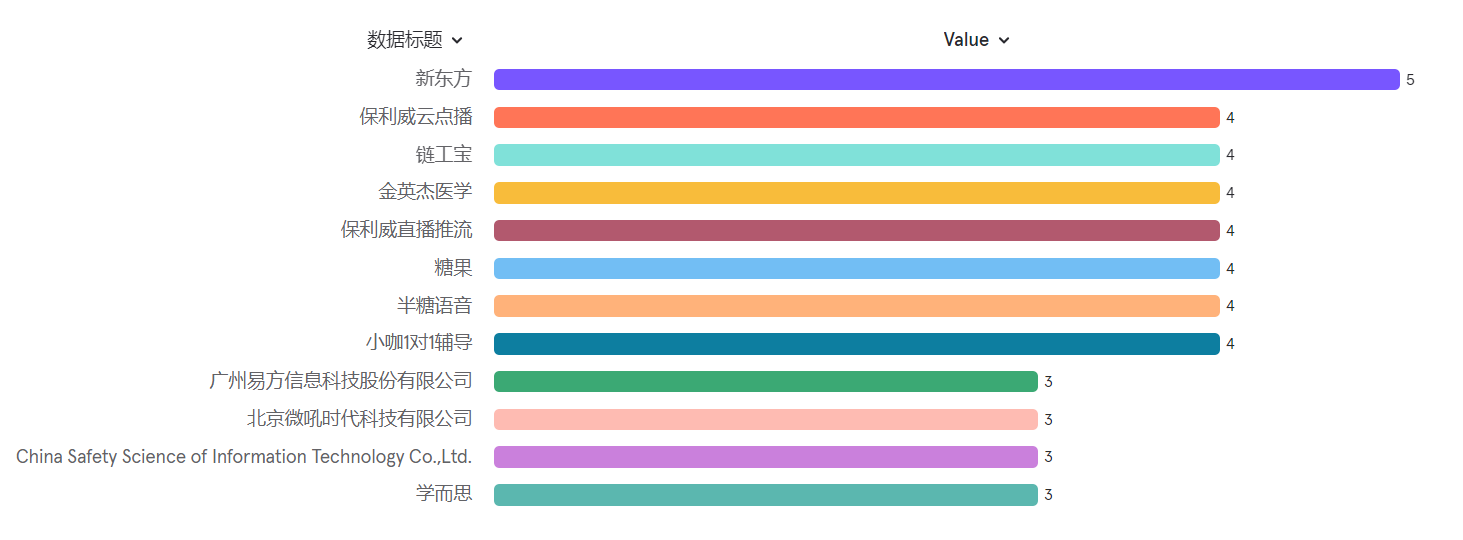 数据标题 Value
新东方 5
保利威云点播 4
链工宝 4
金英杰医学 4
保利威直播推流 4
糖果 4
半糖语音 4
小咖1对1辅导 4
广州易方信息科技股份有限公司 3
北京微吼时代科技有限公司 3
China Safety Science of Information Technology Co.,Ltd. 3
学而思 3